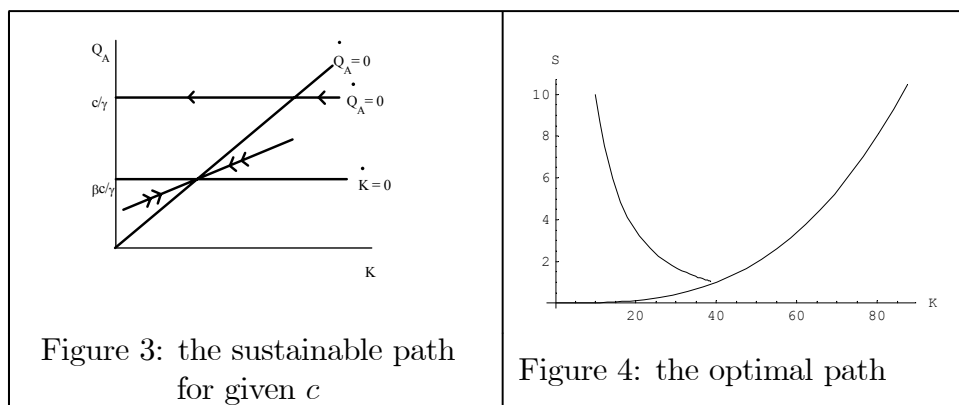 Q_A
Q̇_A = 0
c/γ
Q̇_A = 0
βc/γ
K̇ = 0
K
Figure 3: the sustainable path
for given c
S
10
8
6
4
2
20
40
60
80
K
Figure 4: the optimal path